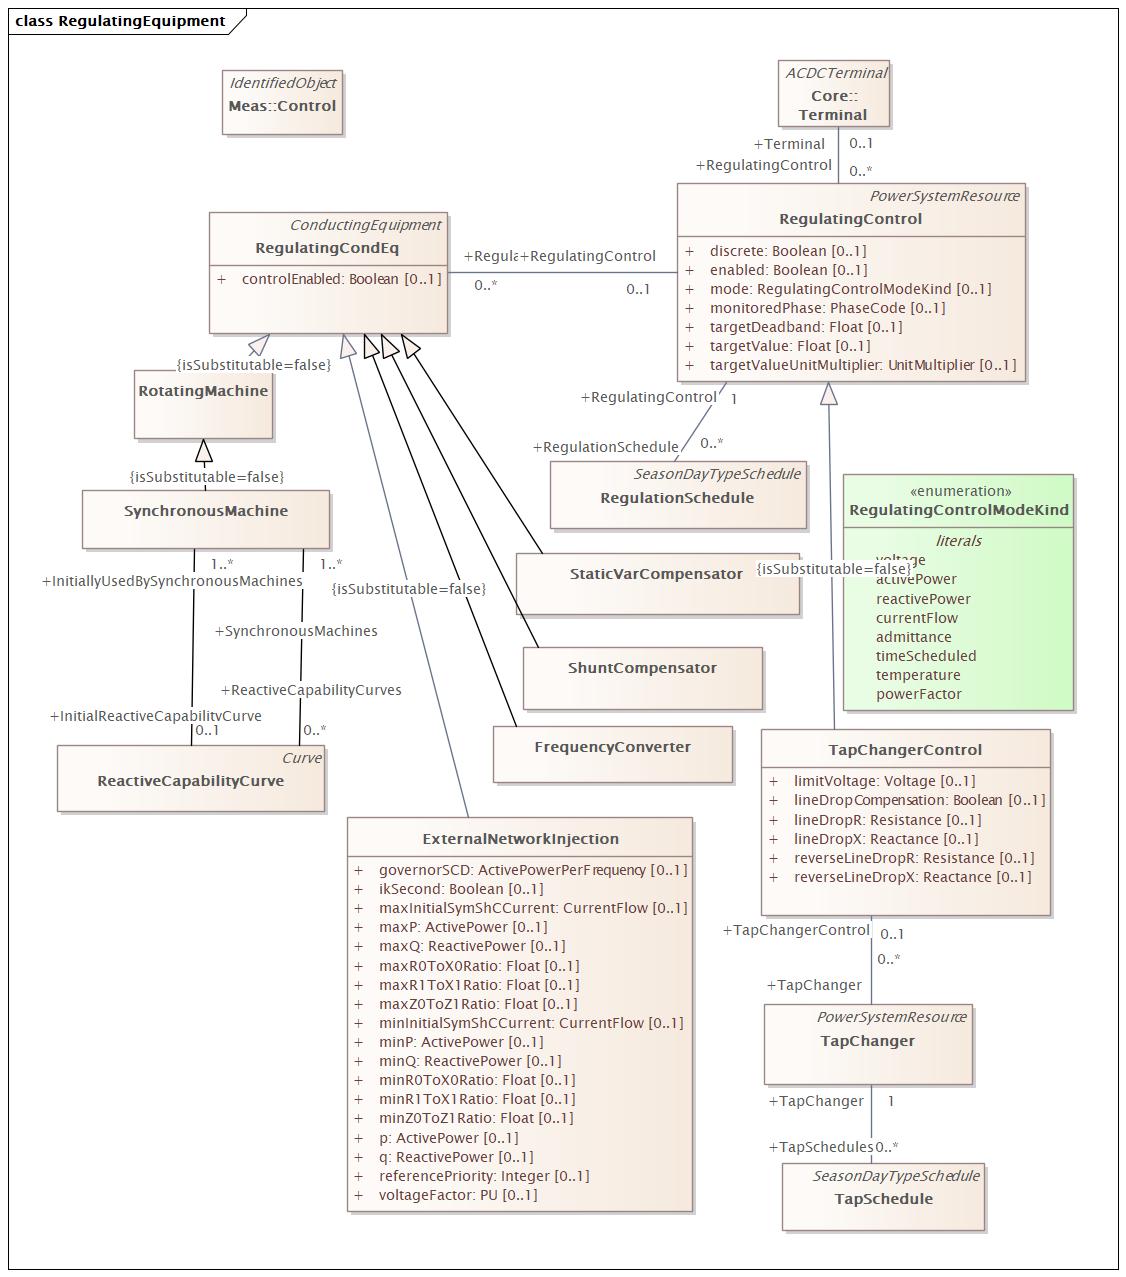 class RegulatingEquipment
IdentifiedObject
Meas::Control
ACDCTerminal
Core::
Terminal
+Terminal 0..1
+RegulatingControl 0..*
ConductingEquipment
RegulatingCondEq
+ controlEnabled: Boolean [0..1]
+RegulatingControl
0..* 0..1
PowerSystemResource
RegulatingControl
+ discrete: Boolean [0..1]
+ enabled: Boolean [0..1]
+ mode: RegulatingControlModeKind [0..1]
+ monitoredPhase: PhaseCode [0..1]
+ targetDeadband: Float [0..1]
+ targetValue: Float [0..1]
+ targetValueUnitMultiplier: UnitMultiplier [0..1]
{isSubstitutable=false}
RotatingMachine
{isSubstitutable=false}
SynchronousMachine
1..* 1..*
+InitiallyUsedBySynchronousMachines
+SynchronousMachines
+ReactiveCapabilityCurves
+InitialReactiveCapabilityCurve
0..1 0..*
Curve
ReactiveCapabilityCurve
+RegulatingControl 1
+RegulationSchedule 0..*
SeasonDayTypeSchedule
RegulationSchedule
«enumeration»
RegulatingControlModeKind
literals
voltage
activePower
reactivePower
currentFlow
admittance
timeScheduled
temperature
powerFactor
{isSubstitutable=false}
StaticVarCompensator
{isSubstitutable=false}
ShuntCompensator
FrequencyConverter
ExternalNetworkInjection
+ governorSCD: ActivePowerPerFrequency [0..1]
+ ikSecond: Boolean [0..1]
+ maxInitialSymShCCurrent: CurrentFlow [0..1]
+ maxP: ActivePower [0..1]
+ maxQ: ReactivePower [0..1]
+ maxR0ToX0Ratio: Float [0..1]
+ maxR1ToX1Ratio: Float [0..1]
+ maxZ0ToZ1Ratio: Float [0..1]
+ minInitialSymShCCurrent: CurrentFlow [0..1]
+ minP: ActivePower [0..1]
+ minQ: ReactivePower [0..1]
+ minR0ToX0Ratio: Float [0..1]
+ minR1ToX1Ratio: Float [0..1]
+ minZ0ToZ1Ratio: Float [0..1]
+ p: ActivePower [0..1]
+ q: ReactivePower [0..1]
+ referencePriority: Integer [0..1]
+ voltageFactor: PU [0..1]
TapChangerControl
+ limitVoltage: Voltage [0..1]
+ lineDropCompensation: Boolean [0..1]
+ lineDropR: Resistance [0..1]
+ lineDropX: Reactance [0..1]
+ reverseLineDropR: Resistance [0..1]
+ reverseLineDropX: Reactance [0..1]
+TapChangerControl 0..1
0..*
+TapChanger
PowerSystemResource
TapChanger
+TapChanger 1
+TapSchedules 0..*
SeasonDayTypeSchedule
TapSchedule